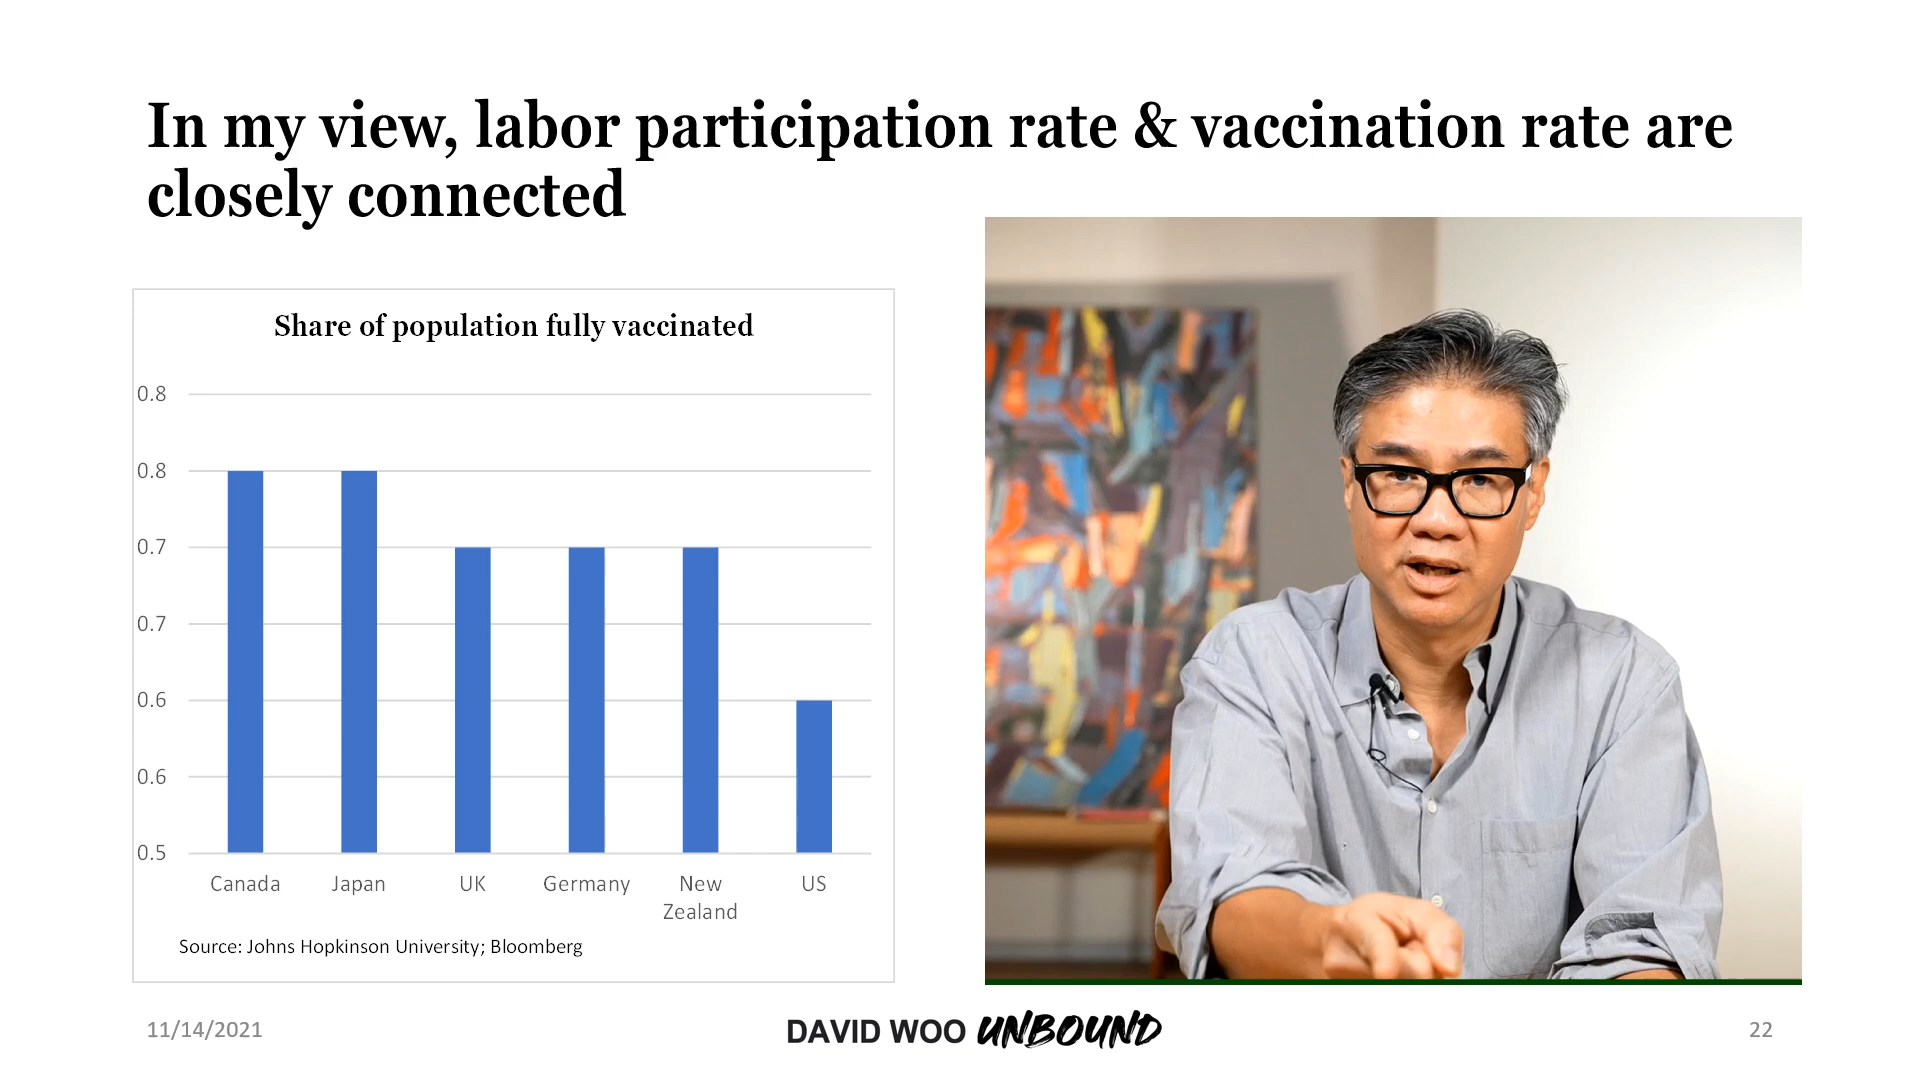 In my view, labor participation rate & vaccination rate are
closely connected
Share of population fully vaccinated
0.8
0.8
0.7
0.7
0.6
0.6
0.5
Canada Japan UK Germany New Zealand US
Source: Johns Hopkinson University; Bloomberg
11/14/2021
DAVID WOO UNBOUND
22